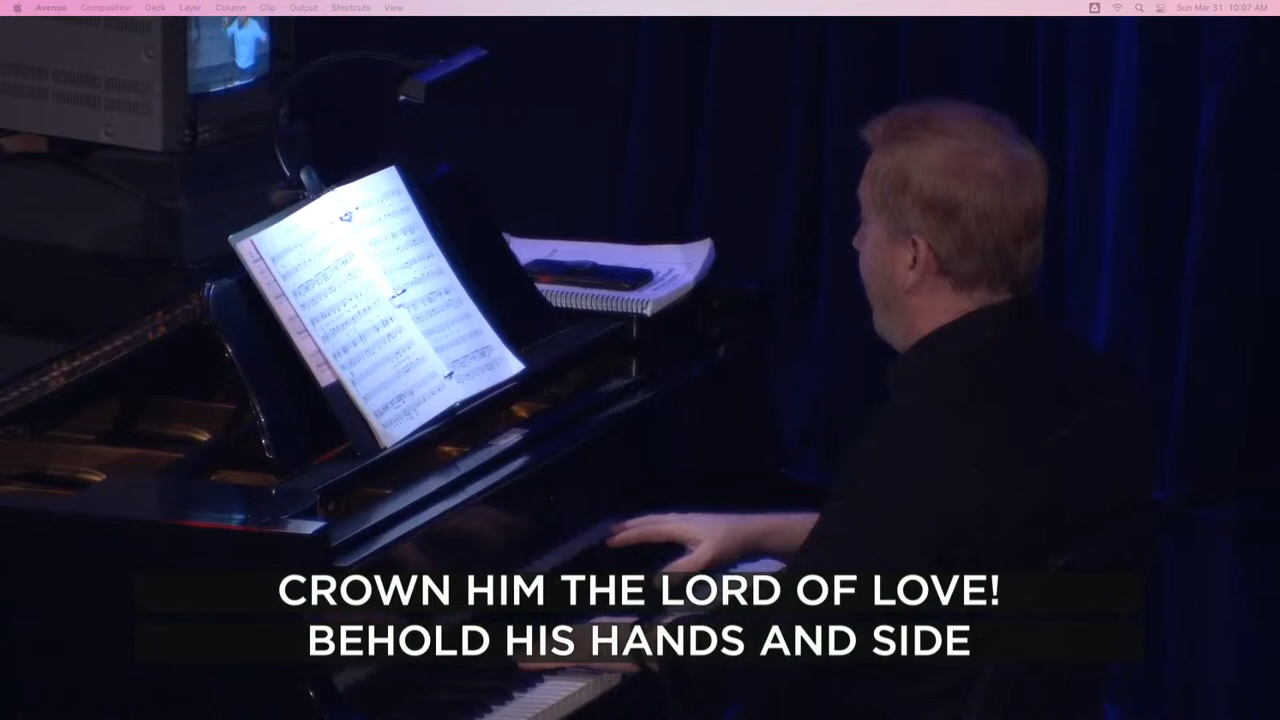 Avenue Composition Deck Layer Column Clip Output Shortcuts View Sun Mar 31 10:07 AM
CROWN HIM THE LORD OF LOVE!
BEHOLD HIS HANDS AND SIDE